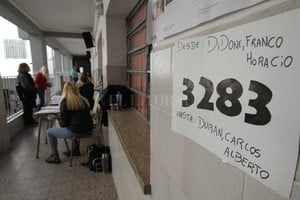 DESDE: DiDONE, FRANCO
HORACIO
3283
HASTA: DURAN, CARLOS
ALBERTO